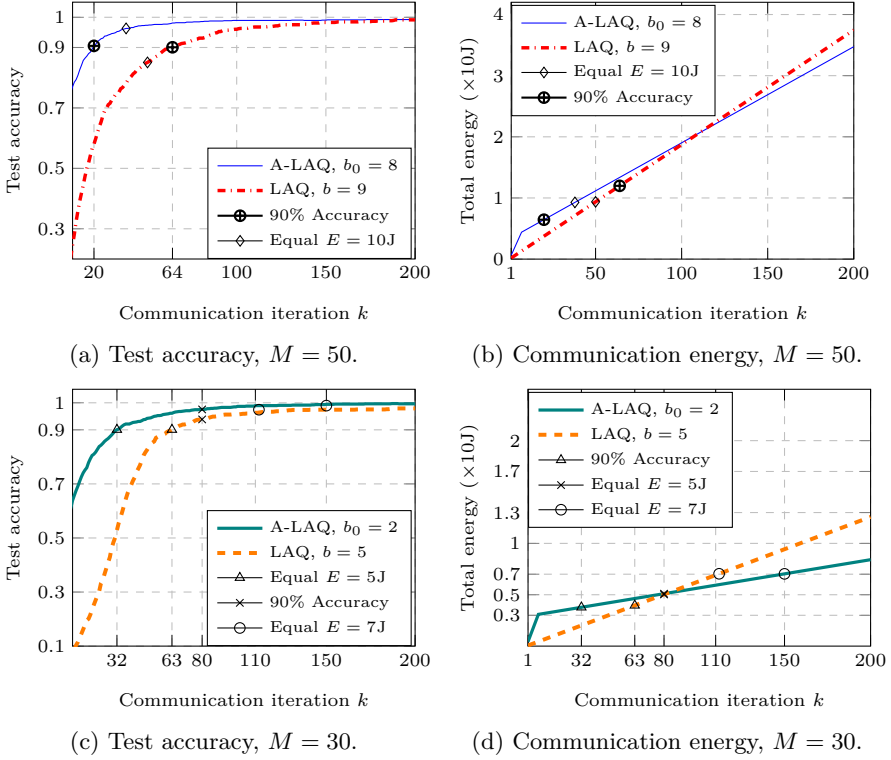 1
0.9
0.7
0.5
0.3
Test accuracy
A-LAQ, b₀ = 8
LAQ, b = 9
90% Accuracy
Equal E = 10J
20
64
100
150
200
Communication iteration k
(a) Test accuracy, M = 50.
4
3
2
1
0
Total energy (×10J)
A-LAQ, b₀ = 8
LAQ, b = 9
Equal E = 10J
90% Accuracy
1
50
100
150
200
Communication iteration k
(b) Communication energy, M = 50.
1
0.9
0.7
0.5
0.3
0.1
Test accuracy
A-LAQ, b₀ = 2
LAQ, b = 5
Equal E = 5J
90% Accuracy
Equal E = 7J
32
63
80
110
150
200
Communication iteration k
(c) Test accuracy, M = 30.
2
1.7
1.3
1
0.7
0.5
0.3
Total energy (×10J)
A-LAQ, b₀ = 2
LAQ, b = 5
90% Accuracy
Equal E = 5J
Equal E = 7J
1
32
63
80
110
150
200
Communication iteration k
(d) Communication energy, M = 30.